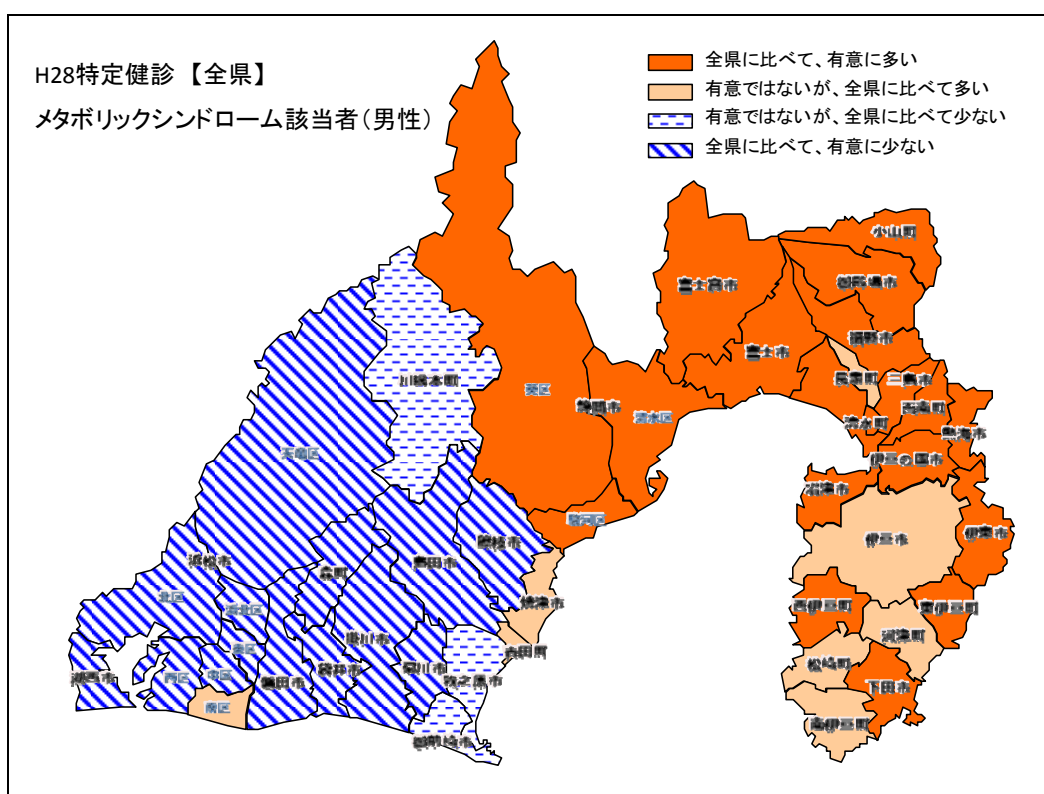 H28特定健診 【全県】
メタボリックシンドローム該当者(男性)
全県に比べて、有意に多い
有意ではないが、全県に比べて多い
有意ではないが、全県に比べて少ない
全県に比べて、有意に少ない
小山町
御殿場市
富士宮市
裾野市
富士市
長泉町
三島市
川根本町
葵区
静岡市
清水区
函南町
清水町
熱海市
伊豆の国市
天竜区
沼津市
駿河区
伊東市
伊豆市
藤枝市
島田市
浜松市
森町
北区
浜北区
焼津市
西伊豆町
東伊豆町
河津町
掛川市
東区
吉田町
松崎町
湖西市
西区
中区
磐田市
袋井市
菊川市
牧之原市
下田市
南区
南伊豆町
御前崎市